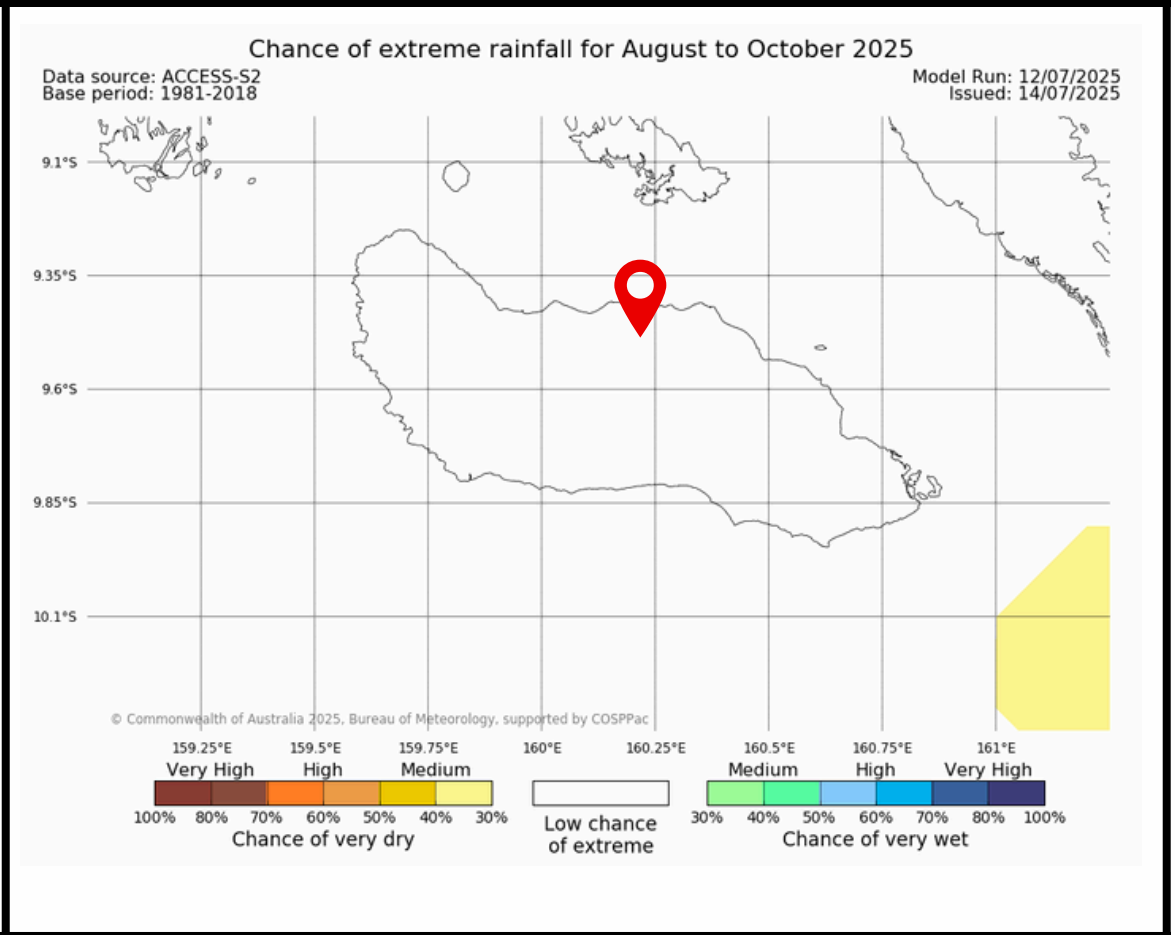 Chance of extreme rainfall for August to October 2025
Data source: ACCESS-S2
Base period: 1981-2018
Model Run: 12/07/2025
Issued: 14/07/2025
9.1°S
9.35°S
9.6°S
9.85°S
10.1°S
© Commonwealth of Australia 2025, Bureau of Meteorology, supported by COSPPac
159.25°E 159.5°E 159.75°E 160°E 160.25°E 160.5°E 160.75°E 161°E
Very High High Medium
100% 80% 70% 60% 50% 40% 30%
Chance of very dry
Low chance
of extreme
Medium High Very High
30% 40% 50% 60% 70% 80% 100%
Chance of very wet